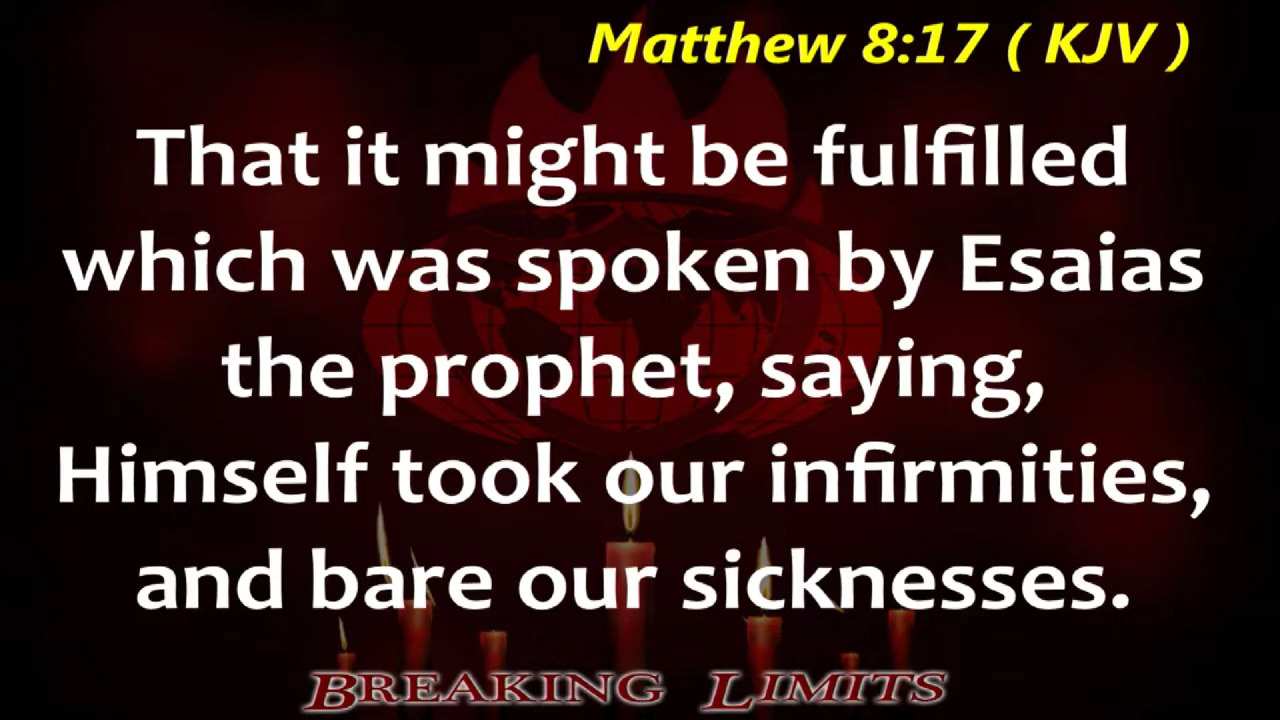 Matthew 8:17 ( KJV )
That it might be fulfilled
which was spoken by Esaias
the prophet, saying,
Himself took our infirmities,
and bare our sicknesses.
BREAKING LIMITS